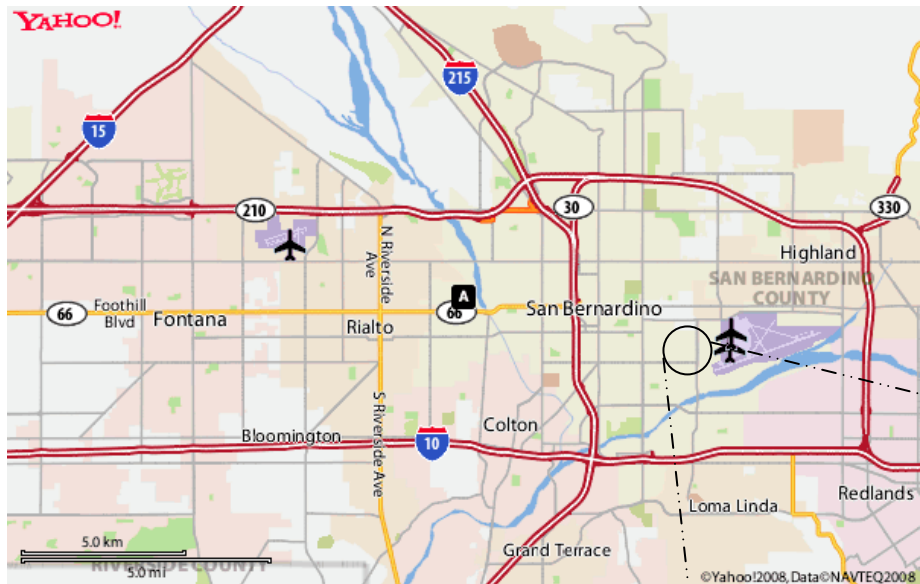 YAHOO!
215
15
210
30
330
N Riverside
Ave
Highland
SAN BERNARDINO
COUNTY
66
Foothill
Blvd
Fontana
A
66
San Bernardino
Rialto
S Riverside Ave
Colton
Bloomington
10
Redlands
Loma Linda
5.0 km
Grand Terrace
RIVERSIDE COUNTY
5.0 mi
©Yahoo!2008, Data©NAVTEQ2008